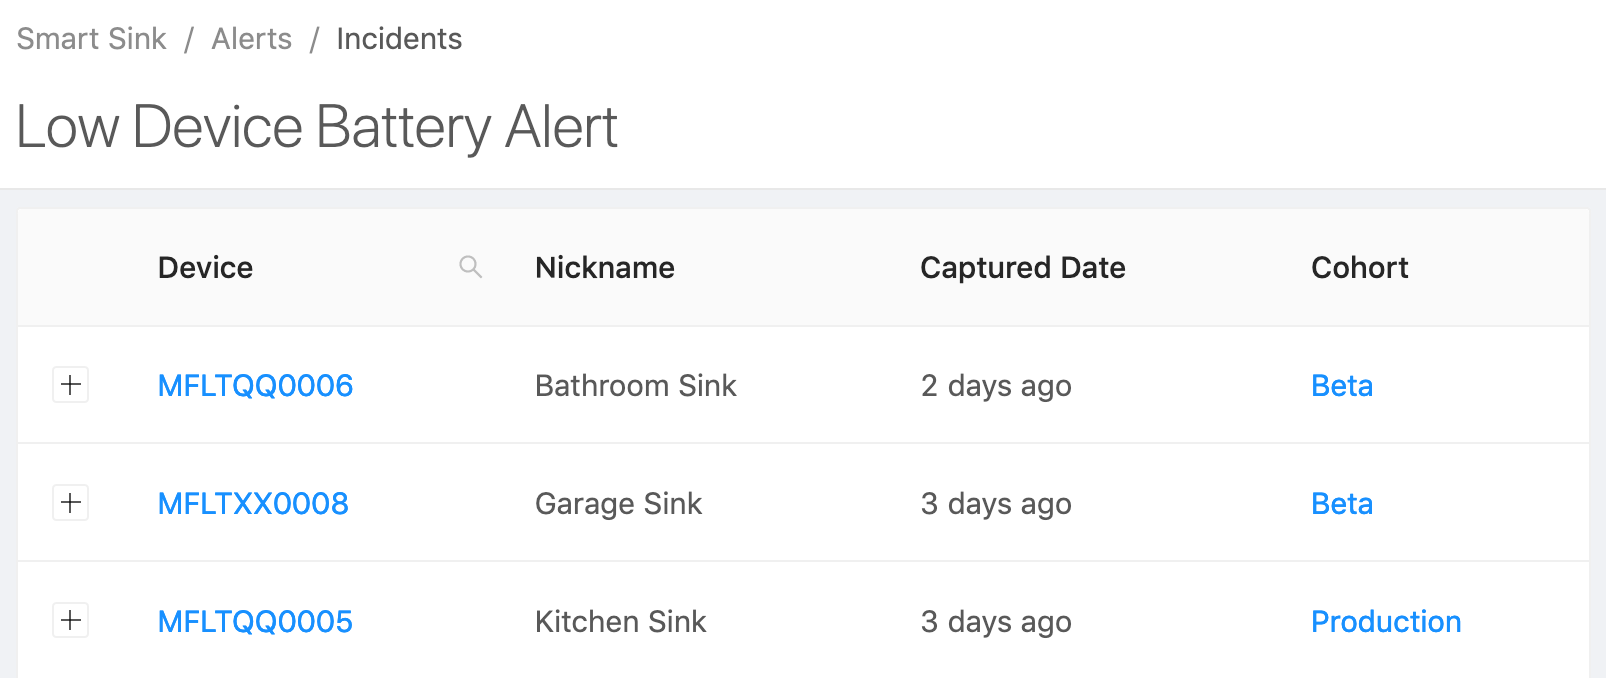 Smart Sink / Alerts / Incidents
Low Device Battery Alert
Device Nickname Captured Date Cohort
MFLTQQ0006 Bathroom Sink 2 days ago Beta
MFLTXX0008 Garage Sink 3 days ago Beta
MFLTQQ0005 Kitchen Sink 3 days ago Production